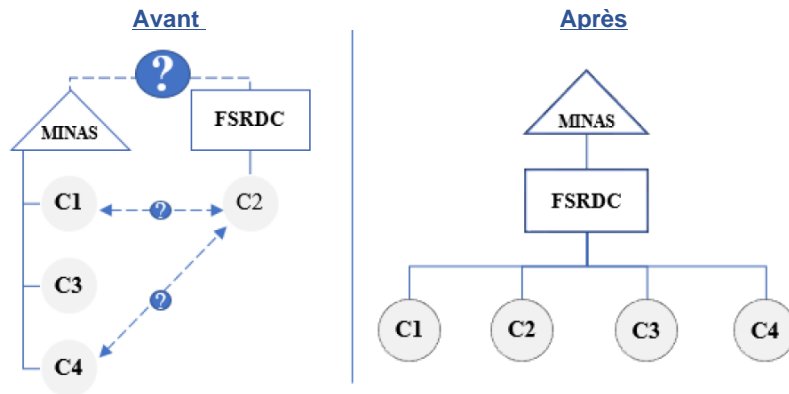 Avant
Après
?
MINAS
FSRDC
C1
?
C2
C3
?
C4
MINAS
FSRDC
C1
C2
C3
C4